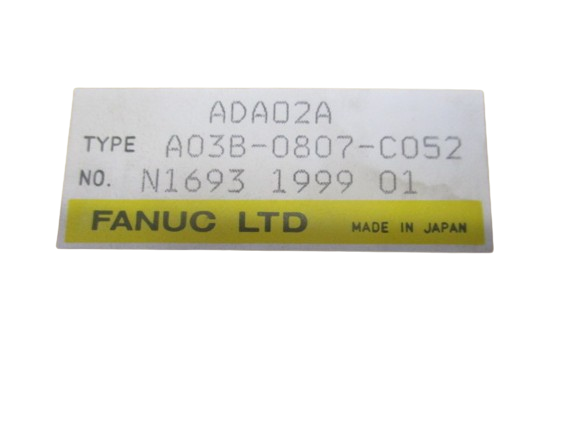 ADA02A
TYPE A03B-0807-C052
NO. N1693 1999 01
FANUC LTD MADE IN JAPAN